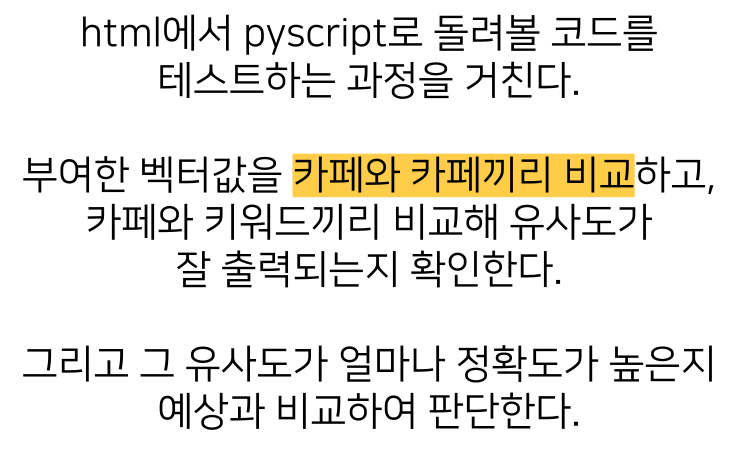 html에서 pyscript로 돌려볼 코드를
테스트하는 과정을 거친다.
부여한 벡터값을 카페와 카페끼리 비교하고,
카페와 키워드끼리 비교해 유사도가
잘 출력되는지 확인한다.
그리고 그 유사도가 얼마나 정확도가 높은지
예상과 비교하여 판단한다.